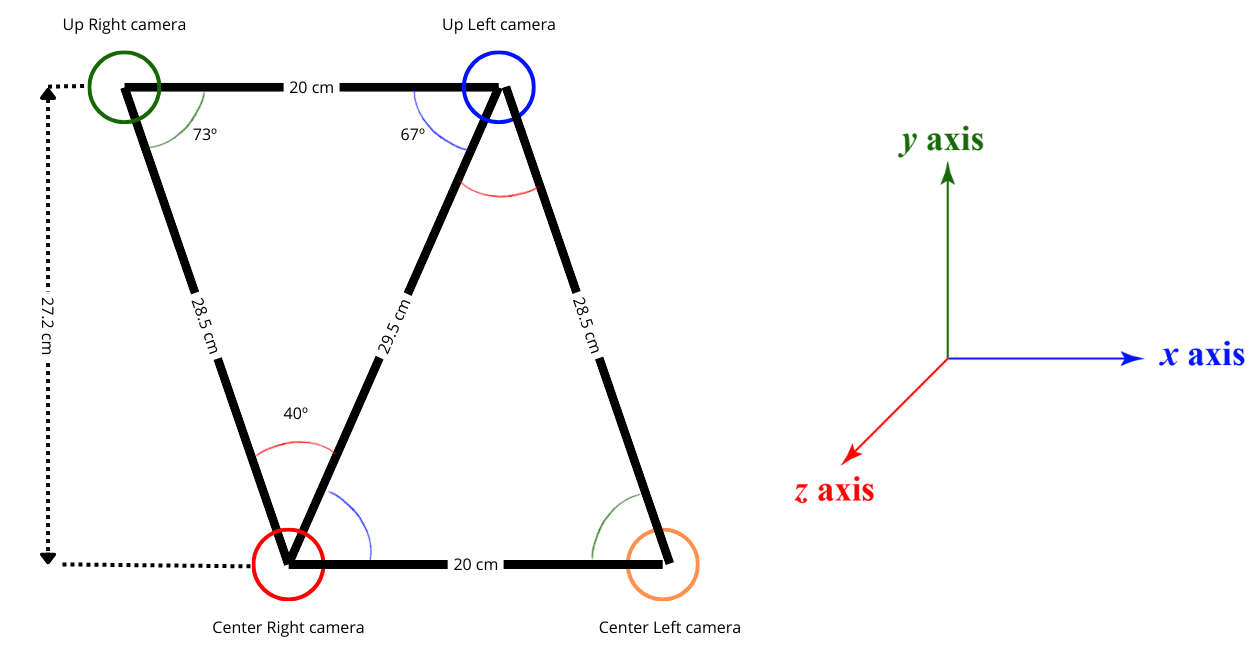 Up Right camera
Up Left camera
20 cm
73º
67º
y axis
27.2 cm
28.5 cm
29.5 cm
28.5 cm
x axis
40º
z axis
20 cm
Center Right camera
Center Left camera